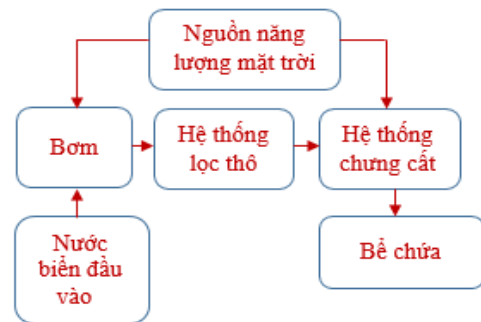 Nguồn năng
lượng mặt trời
Bơm
Hệ thống
lọc thô
Hệ thống
chưng cất
Nước
biển đầu
vào
Bể chứa